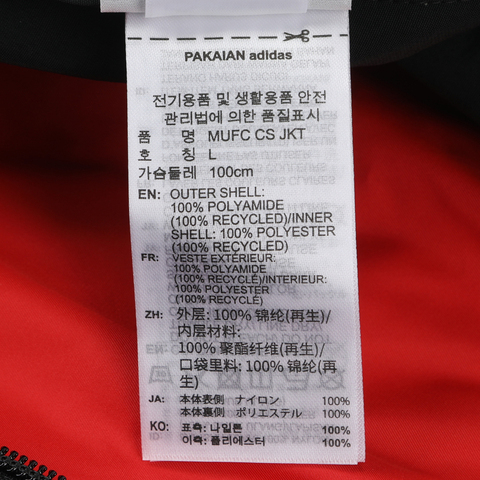 PAKAIAN adidas
전기용품 및 생활용품 안전
관리법에 의한 품질표시
품 명 MUFC CS JKT
호 칭 L
가슴둘레 100cm
EN: OUTER SHELL:
100% POLYAMIDE
(100% RECYCLED)/INNER
SHELL: 100% POLYESTER
(100% RECYCLED)
FR: VESTE EXTÉRIEUR:
100% POLYAMIDE
(100% RECYCLÉ)/INTERIEUR:
100% POLYESTER
(100% RECYCLÉ)
ZH: 外层: 100% 锦纶(再生)/
内层材料:
100% 聚酯纤维(再生)/
口袋里料: 100% 锦纶(再
生)
JA: 本体表側 ナイロン 100%
本体裏側 ポリエステル 100%
KO: 표측: 나일론 100%
이측: 폴리에스터 100%